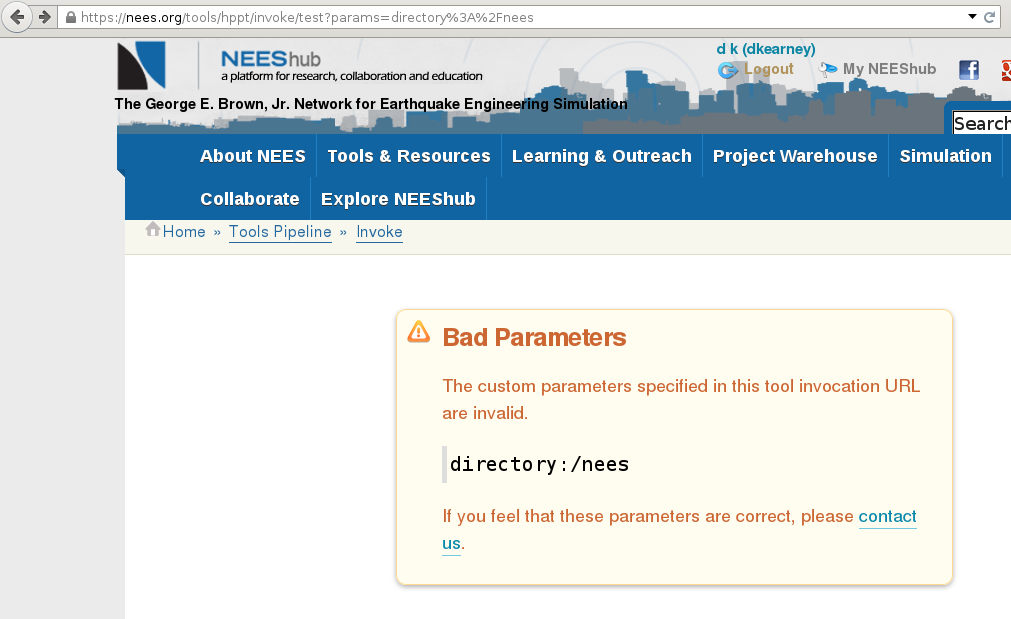 https://nees.org/tools/hppt/invoke/test?params=directory%3A%2Fnees
d k (dkearney)
NEEShub
a platform for research, collaboration and education
Logout
My NEEShub
The George E. Brown, Jr. Network for Earthquake Engineering Simulation
Search
About NEES
Tools & Resources
Learning & Outreach
Project Warehouse
Simulation
Collaborate
Explore NEEShub
Home » Tools Pipeline » Invoke
Bad Parameters
The custom parameters specified in this tool invocation URL
are invalid.
directory:/nees
If you feel that these parameters are correct, please contact
us.